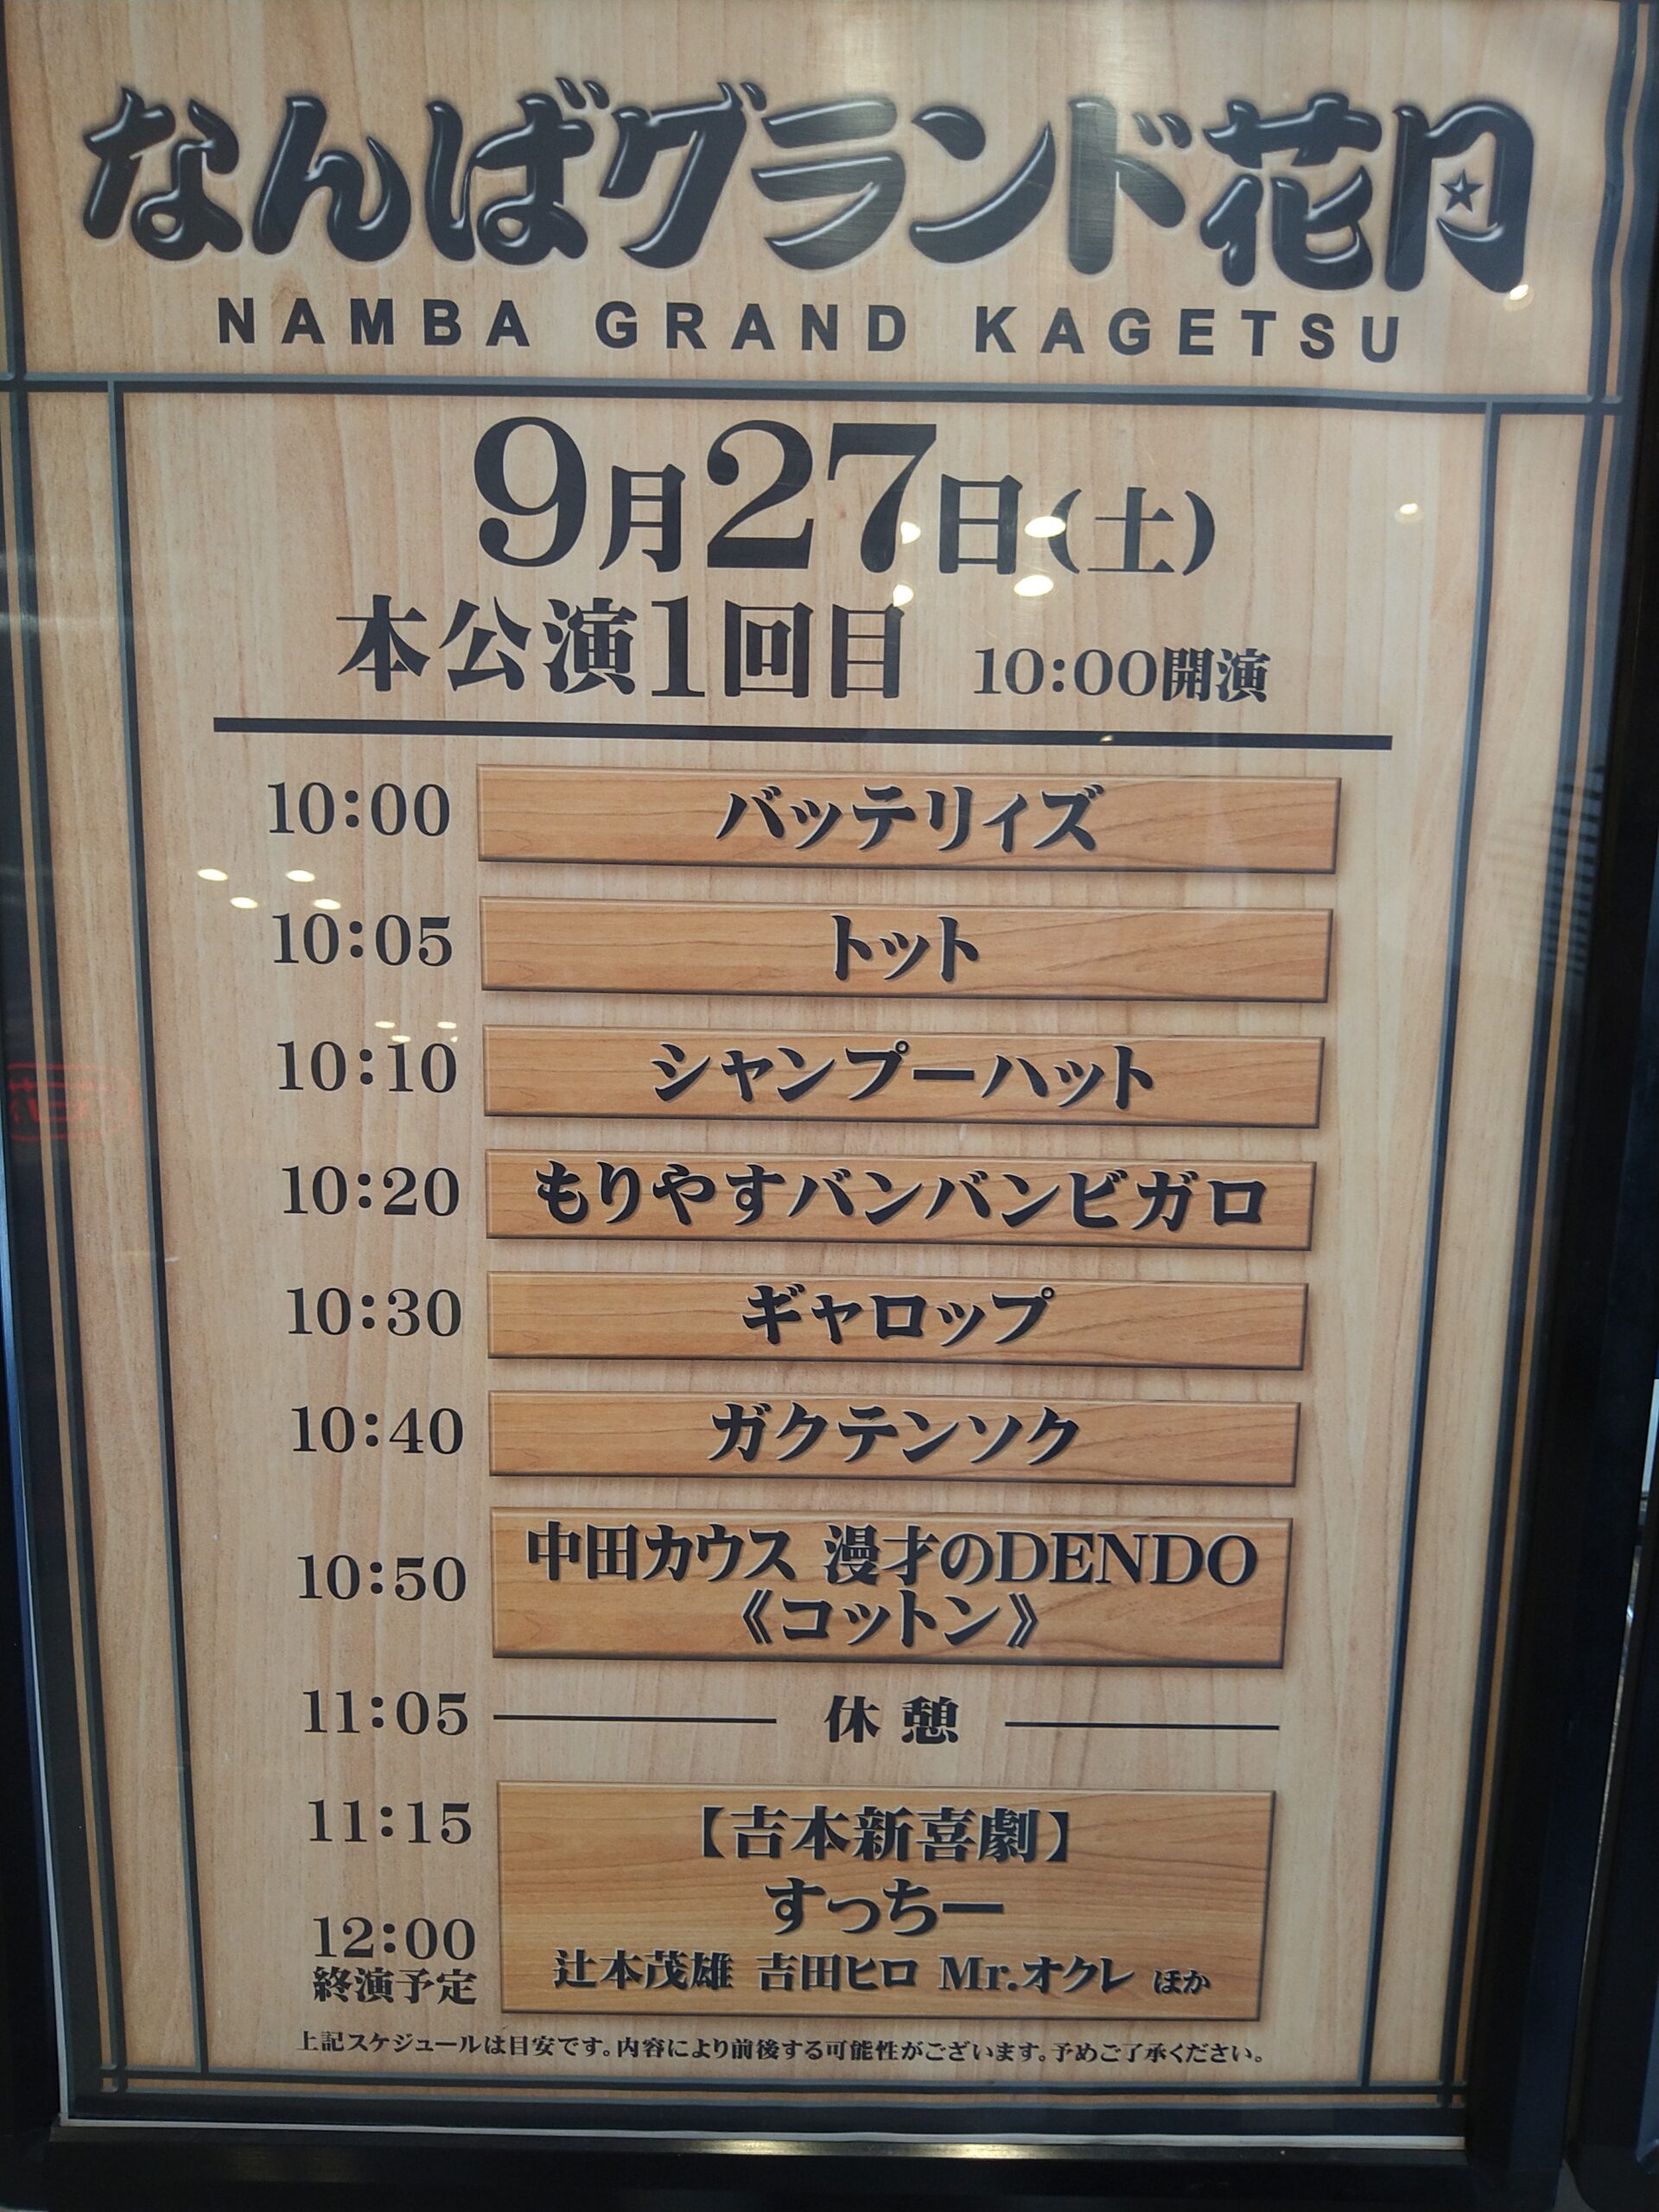 なんばグランド花月
NAMBA GRAND KAGETSU
9月27日(土)
本公演1回目 10:00開演
10:00 バッテリィズ
10:05 トット
10:10 シャンプーハット
10:20 もりやすバンバンビガロ
10:30 ギャロップ
10:40 ガクテンソク
10:50 中田カウス 漫才のDENDO
《コットン》
11:05 休憩
11:15 【吉本新喜劇】
すっちー
12:00
終演予定
辻本茂雄 吉田ヒロ Mr.オクレ ほか
上記スケジュールは目安です。内容により前後する可能性がございます。予めご了承ください。